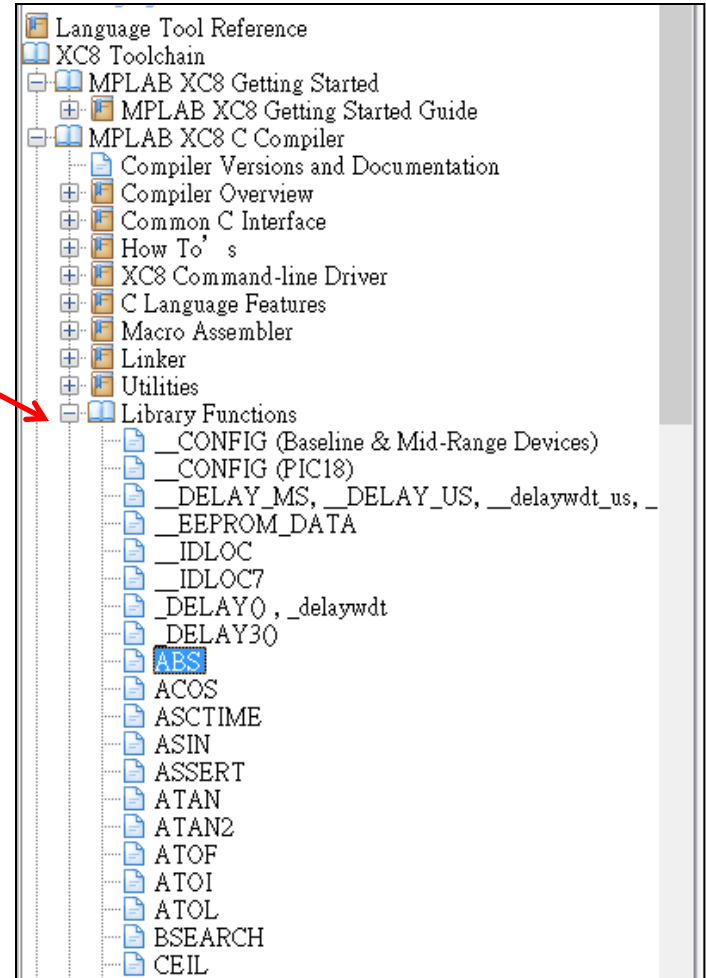 Language Tool Reference
XC8 Toolchain
MPLAB XC8 Getting Started
MPLAB XC8 Getting Started Guide
MPLAB XC8 C Compiler
Compiler Versions and Documentation
Compiler Overview
Common C Interface
How To’s
XC8 Command-line Driver
C Language Features
Macro Assembler
Linker
Utilities
Library Functions
__CONFIG (Baseline & Mid-Range Devices)
__CONFIG (PIC18)
__DELAY_MS, __DELAY_US, __delaywdt_us, _
__EEPROM_DATA
__IDLOC
__IDLOC7
_DELAY() , _delaywdt
_DELAY3()
ABS
ACOS
ASCTIME
ASIN
ASSERT
ATAN
ATAN2
ATOF
ATOI
ATOL
BSEARCH
CEIL